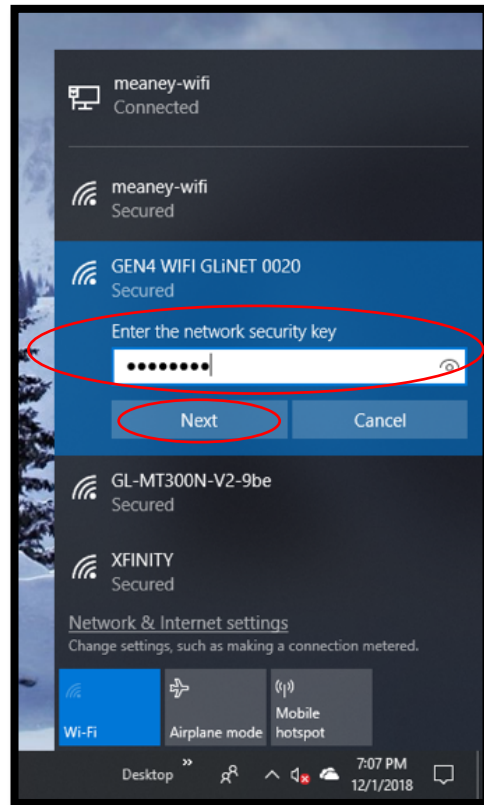 meaney-wifi
Connected
meaney-wifi
Secured
GEN4 WIFI GLiNET 0020
Secured
Enter the network security key
••••••••
Next Cancel
GL-MT300N-V2-9be
Secured
XFINITY
Secured
Network & Internet settings
Change settings, such as making a connection metered.
Wi-Fi Airplane mode Mobile hotspot
Desktop » 7:07 PM
12/1/2018